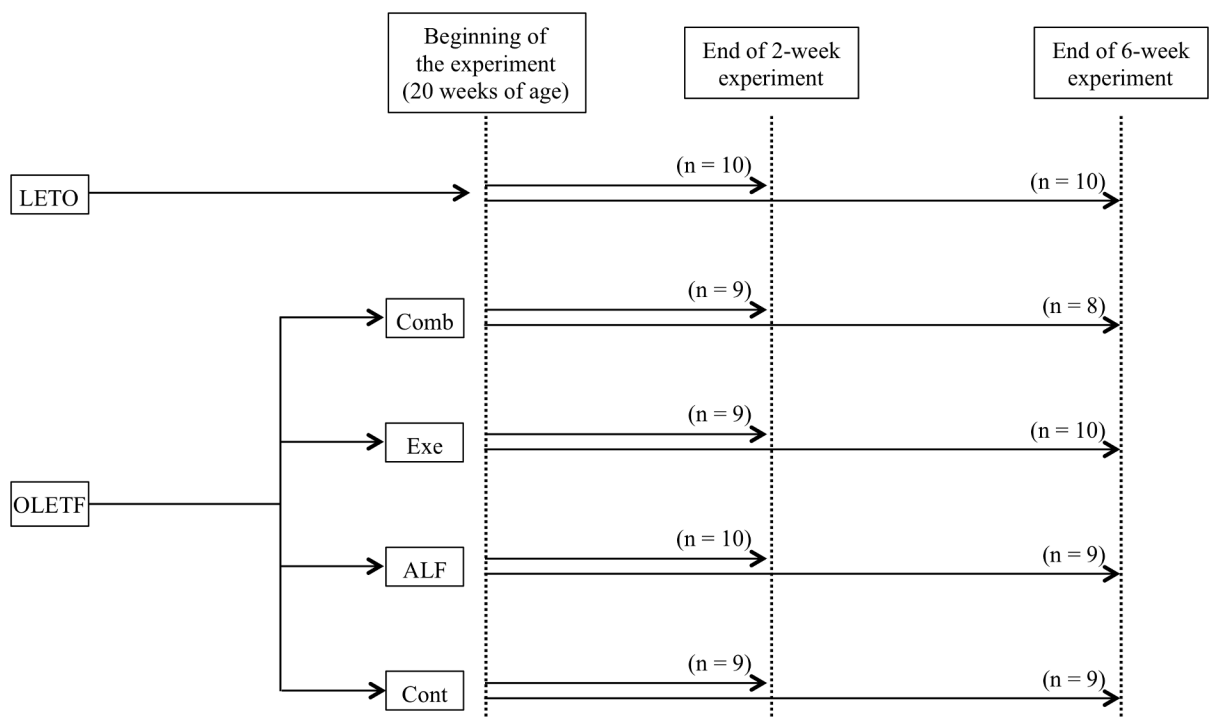 Beginning of
the experiment
(20 weeks of age)
End of 2-week
experiment
End of 6-week
experiment
LETO
(n = 10)
(n = 10)
Comb
(n = 9)
(n = 8)
Exe
(n = 9)
(n = 10)
OLETF
ALF
(n = 10)
(n = 9)
Cont
(n = 9)
(n = 9)